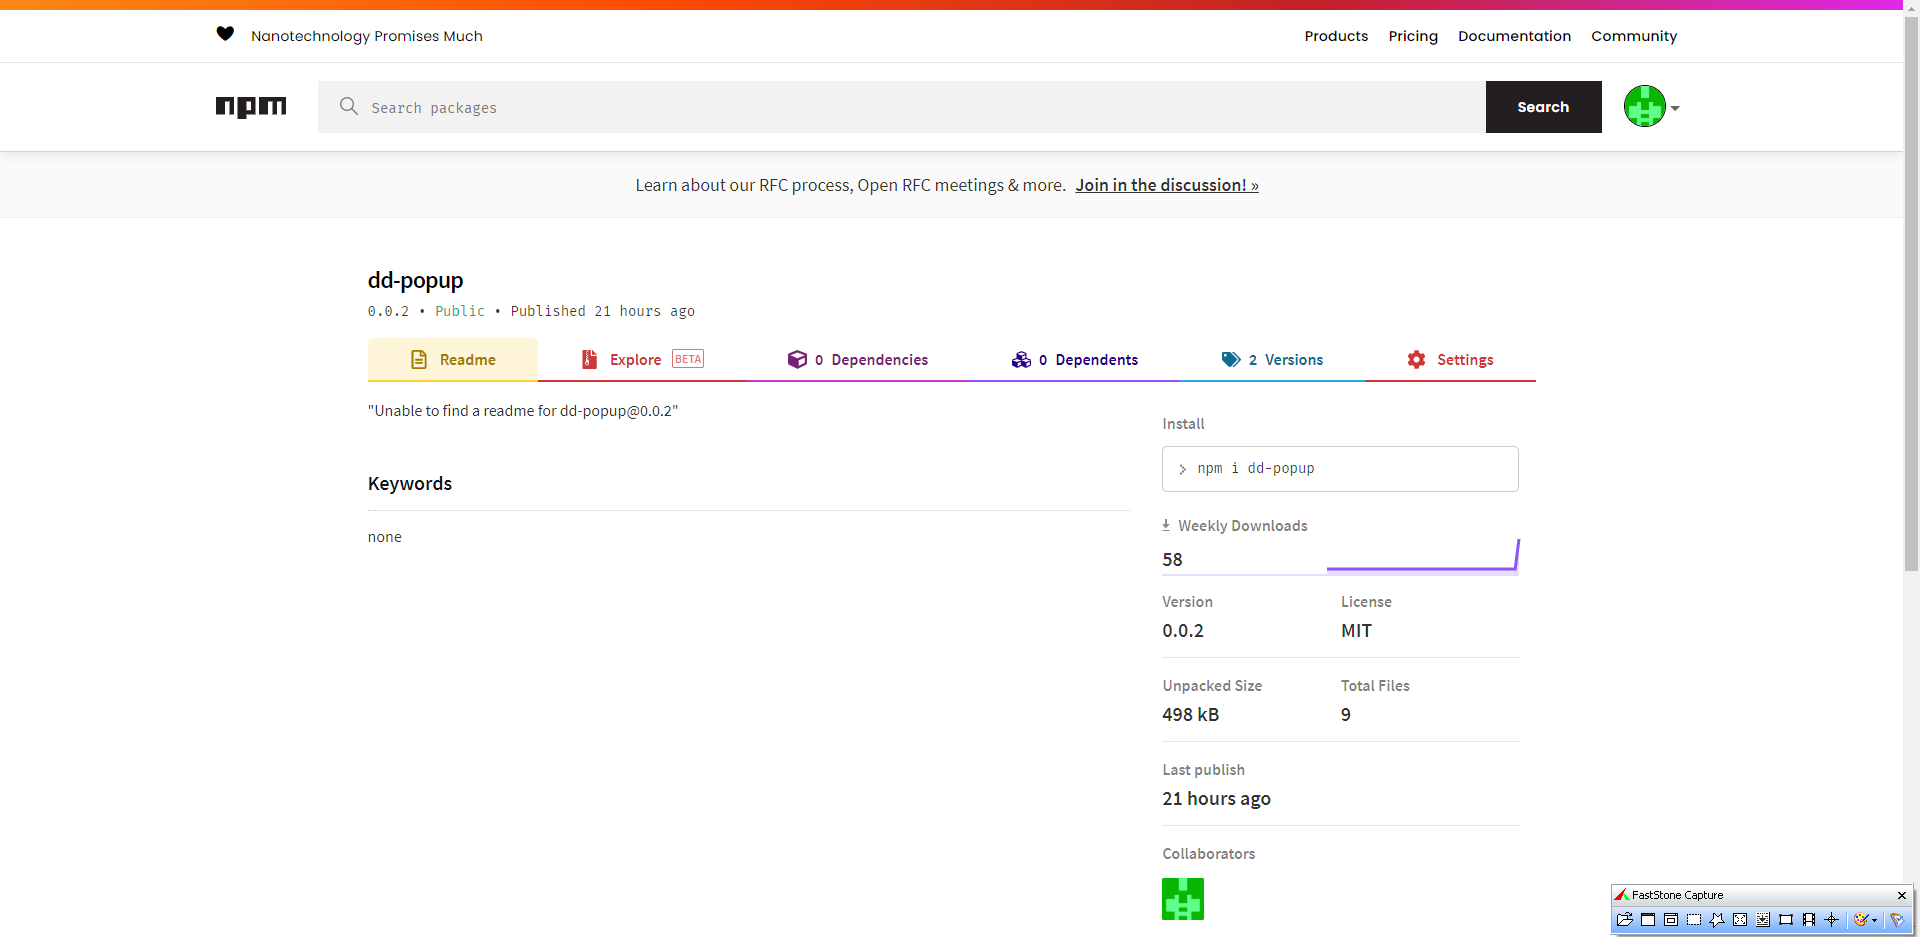 Nanotechnology Promises Much
Products Pricing Documentation Community
npm
Search packages
Search
Learn about our RFC process, Open RFC meetings & more. Join in the discussion! »
dd-popup
0.0.2 • Public • Published 21 hours ago
Readme
Explore BETA
0 Dependencies
0 Dependents
2 Versions
Settings
"Unable to find a readme for dd-popup@0.0.2"
Keywords
none
Install
> npm i dd-popup
Weekly Downloads
58
Version
0.0.2
License
MIT
Unpacked Size
498 kB
Total Files
9
Last publish
21 hours ago
Collaborators
FastStone Capture